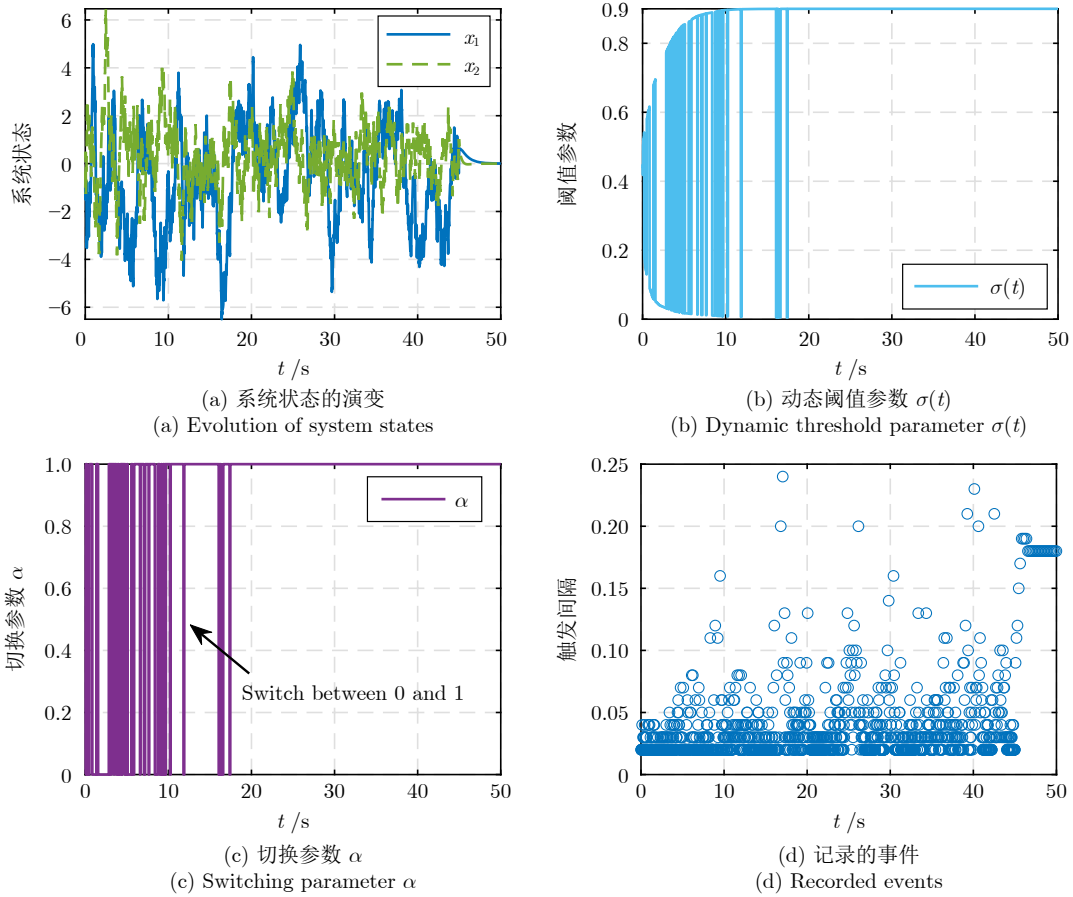 6
4
2
0
−2
−4
−6
系统状态
x1
x2
0
10
20
30
40
50
t /s
(a) 系统状态的演变
(a) Evolution of system states
0.9
0.8
0.6
0.4
0.2
0
阈值参数
σ(t)
0
10
20
30
40
50
t /s
(b) 动态阈值参数 σ(t)
(b) Dynamic threshold parameter σ(t)
1.0
0.8
0.6
0.4
0.2
0
切换参数 α
α
Switch between 0 and 1
0
10
20
30
40
50
t /s
(c) 切换参数 α
(c) Switching parameter α
0.25
0.20
0.15
0.10
0.05
0
触发间隔
0
10
20
30
40
50
t /s
(d) 记录的事件
(d) Recorded events